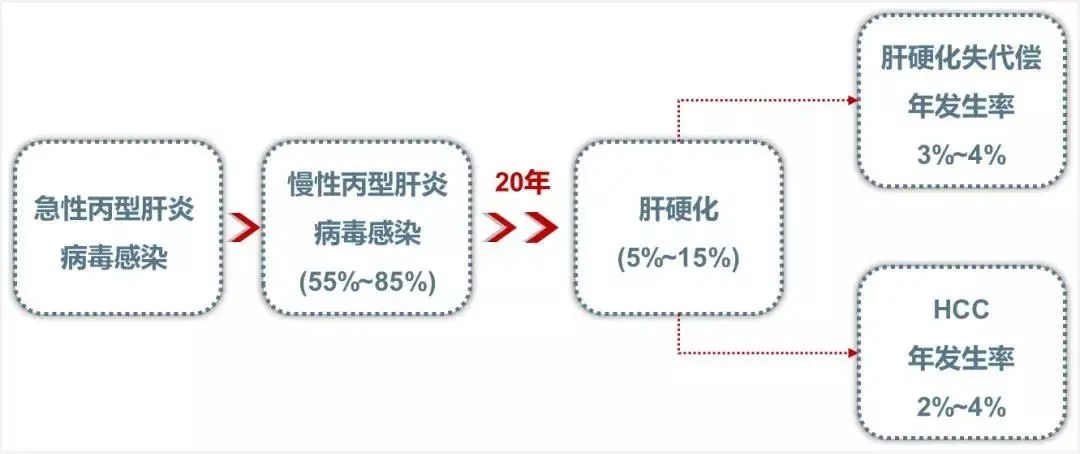 急性丙型肝炎
病毒感染
慢性丙型肝炎
病毒感染
(55%~85%)
20年
肝硬化
(5%~15%)
肝硬化失代偿
年发生率
3%~4%
HCC
年发生率
2%~4%